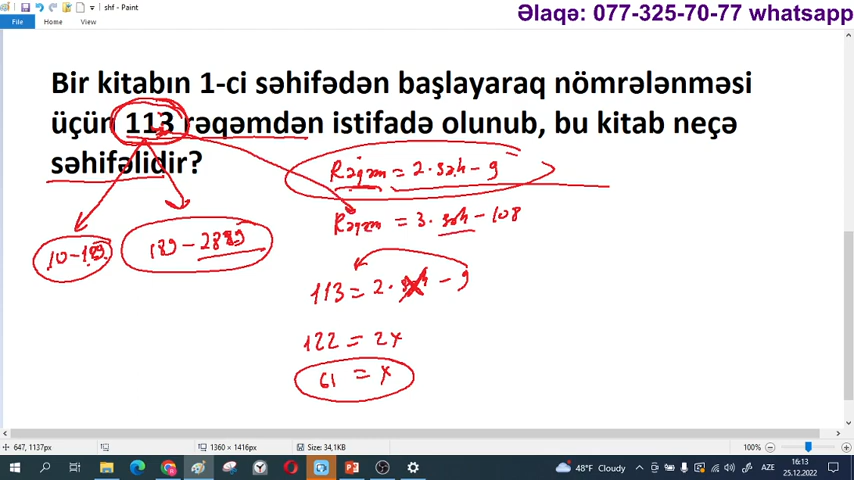 Əlaqə: 077-325-70-77 whatsapp
shf - Paint
File Home View
Bir kitabın 1-ci səhifədən başlayaraq nömrələnməsi
üçün 113 rəqəmdən istifadə olunub, bu kitab neçə
səhifəlidir?
Rəqəm = 2·səh - 9
Rəqəm = 3·səh - 108
10-189 189-2889
113 = 2· - 9
122 = 2x
61 = x
647, 1137px 1360 × 1416px Size: 34,1KB 100%
48°F Cloudy AZE 16:13
25.12.2022